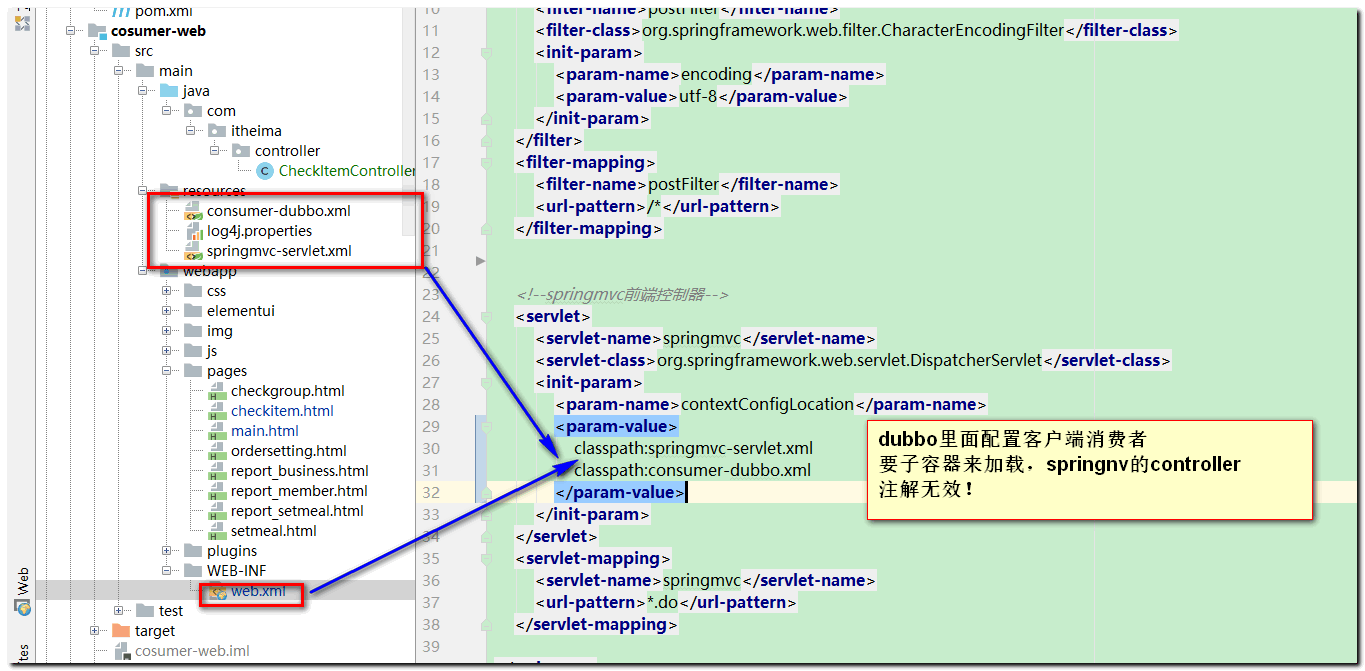 pom.xml
cosumer-web
src
main
java
com
itheima
controller
CheckItemController
resources
consumer-dubbo.xml
log4j.properties
springmvc-servlet.xml
webapp
css
elementui
img
js
pages
checkgroup.html
checkitem.html
main.html
ordersetting.html
report_business.html
report_member.html
report_setmeal.html
setmeal.html
plugins
WEB-INF
web.xml
test
target
cosumer-web.iml
Web
10 <filter-name>postFilter</filter-name>
11 <filter-class>org.springframework.web.filter.CharacterEncodingFilter</filter-class>
12 <init-param>
13 <param-name>encoding</param-name>
14 <param-value>utf-8</param-value>
15 </init-param>
16 </filter>
17 <filter-mapping>
18 <filter-name>postFilter</filter-name>
19 <url-pattern>/*</url-pattern>
20 </filter-mapping>
21
22
23 <!--springmvc前端控制器-->
24 <servlet>
25 <servlet-name>springmvc</servlet-name>
26 <servlet-class>org.springframework.web.servlet.DispatcherServlet</servlet-class>
27 <init-param>
28 <param-name>contextConfigLocation</param-name>
29 <param-value>
30 classpath:springmvc-servlet.xml
31 classpath:consumer-dubbo.xml
32 </param-value>
33 </init-param>
34 </servlet>
35 <servlet-mapping>
36 <servlet-name>springmvc</servlet-name>
37 <url-pattern>*.do</url-pattern>
38 </servlet-mapping>
39
dubbo里面配置客户端消费者
要子容器来加载，springnv的controller
注解无效！